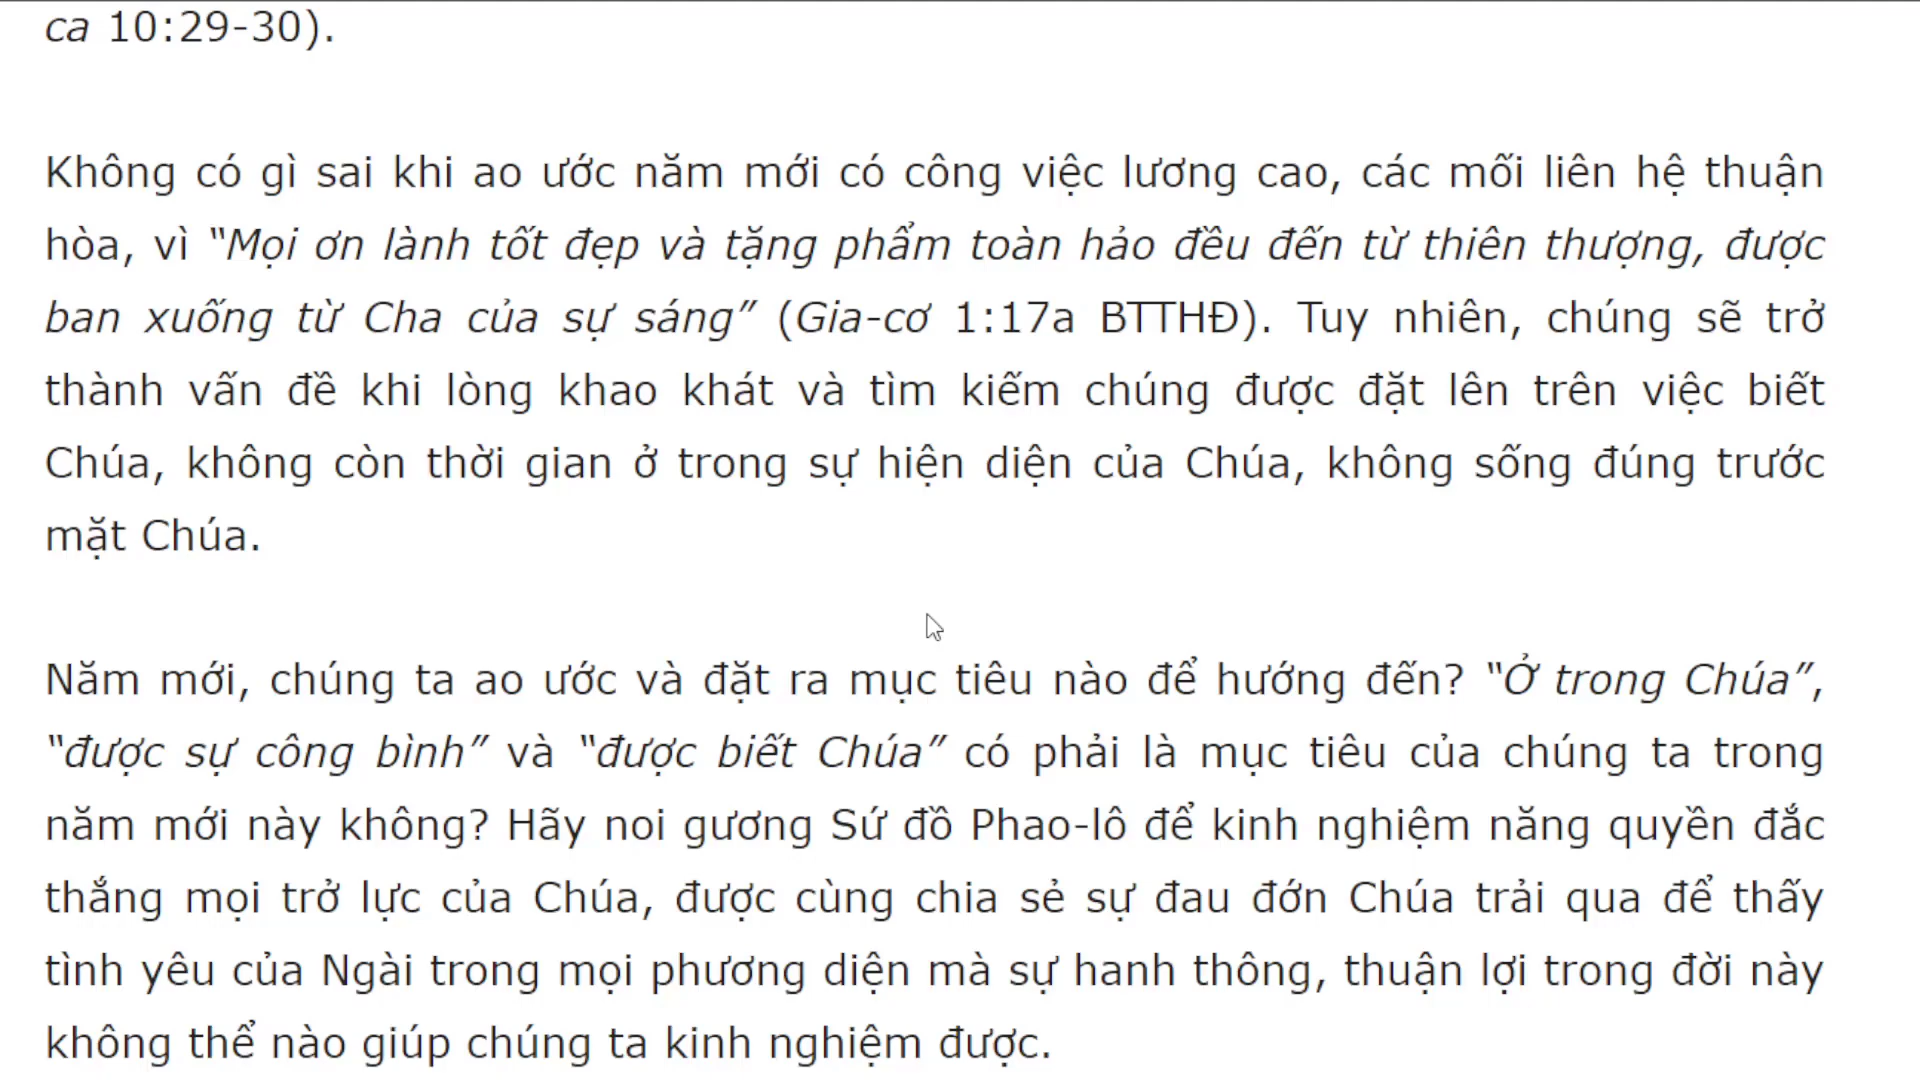 ca 10:29-30).
Không có gì sai khi ao ước năm mới có công việc lương cao, các mối liên hệ thuận
hòa, vì “Mọi ơn lành tốt đẹp và tặng phẩm toàn hảo đều đến từ thiên thượng, được
ban xuống từ Cha của sự sáng” (Gia-cơ 1:17a BTTHĐ). Tuy nhiên, chúng sẽ trở
thành vấn đề khi lòng khao khát và tìm kiếm chúng được đặt lên trên việc biết
Chúa, không còn thời gian ở trong sự hiện diện của Chúa, không sống đúng trước
mặt Chúa.
Năm mới, chúng ta ao ước và đặt ra mục tiêu nào để hướng đến? “Ở trong Chúa”,
“được sự công bình” và “được biết Chúa” có phải là mục tiêu của chúng ta trong
năm mới này không? Hãy noi gương Sứ đồ Phao-lô để kinh nghiệm năng quyền đắc
thắng mọi trở lực của Chúa, được cùng chia sẻ sự đau đớn Chúa trải qua để thấy
tình yêu của Ngài trong mọi phương diện mà sự hanh thông, thuận lợi trong đời này
không thể nào giúp chúng ta kinh nghiệm được.